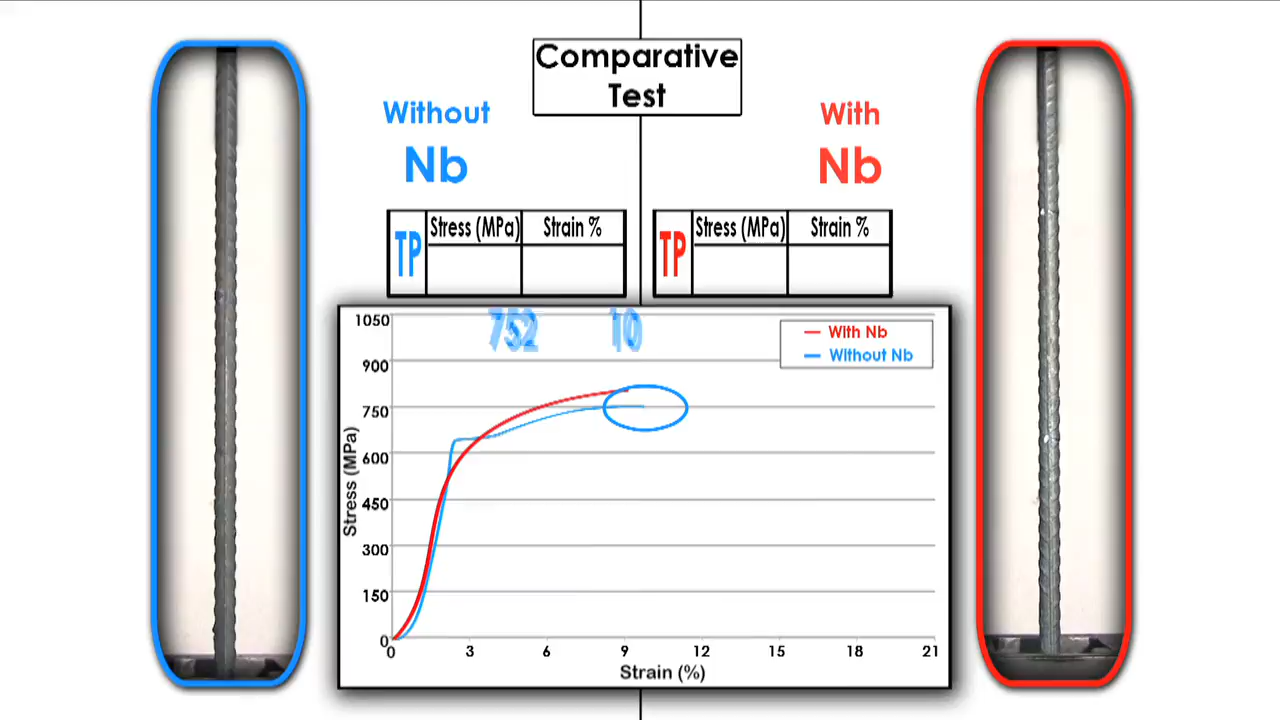 Comparative
Test
Without
Nb
With
Nb
TP
Stress (MPa)
Strain %
TP
Stress (MPa)
Strain %
752
10
With Nb
Without Nb
1050
900
750
600
450
300
150
0
Stress (MPa)
0
3
6
9
12
15
18
21
Strain (%)